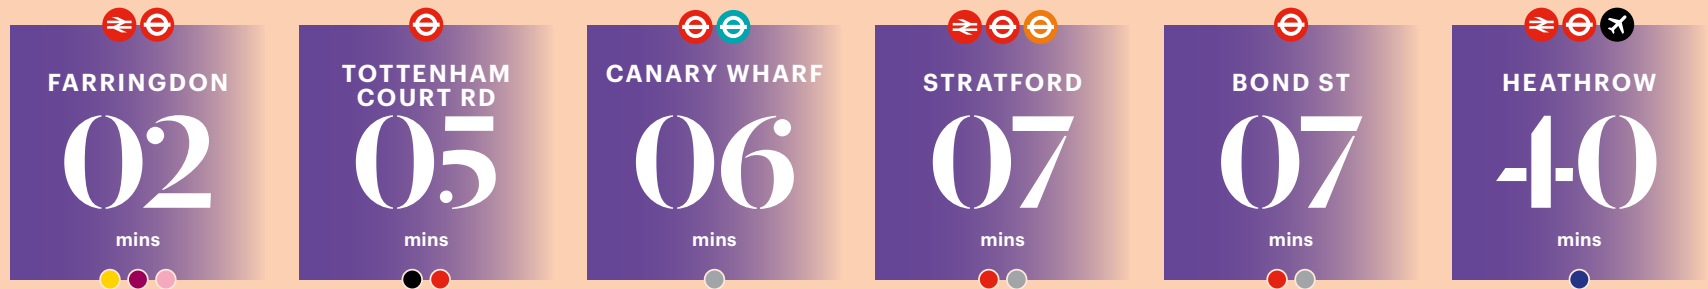 FARRINGDON
02
mins
TOTTENHAM
COURT RD
05
mins
CANARY WHARF
06
mins
STRATFORD
07
mins
BOND ST
07
mins
HEATHROW
40
mins